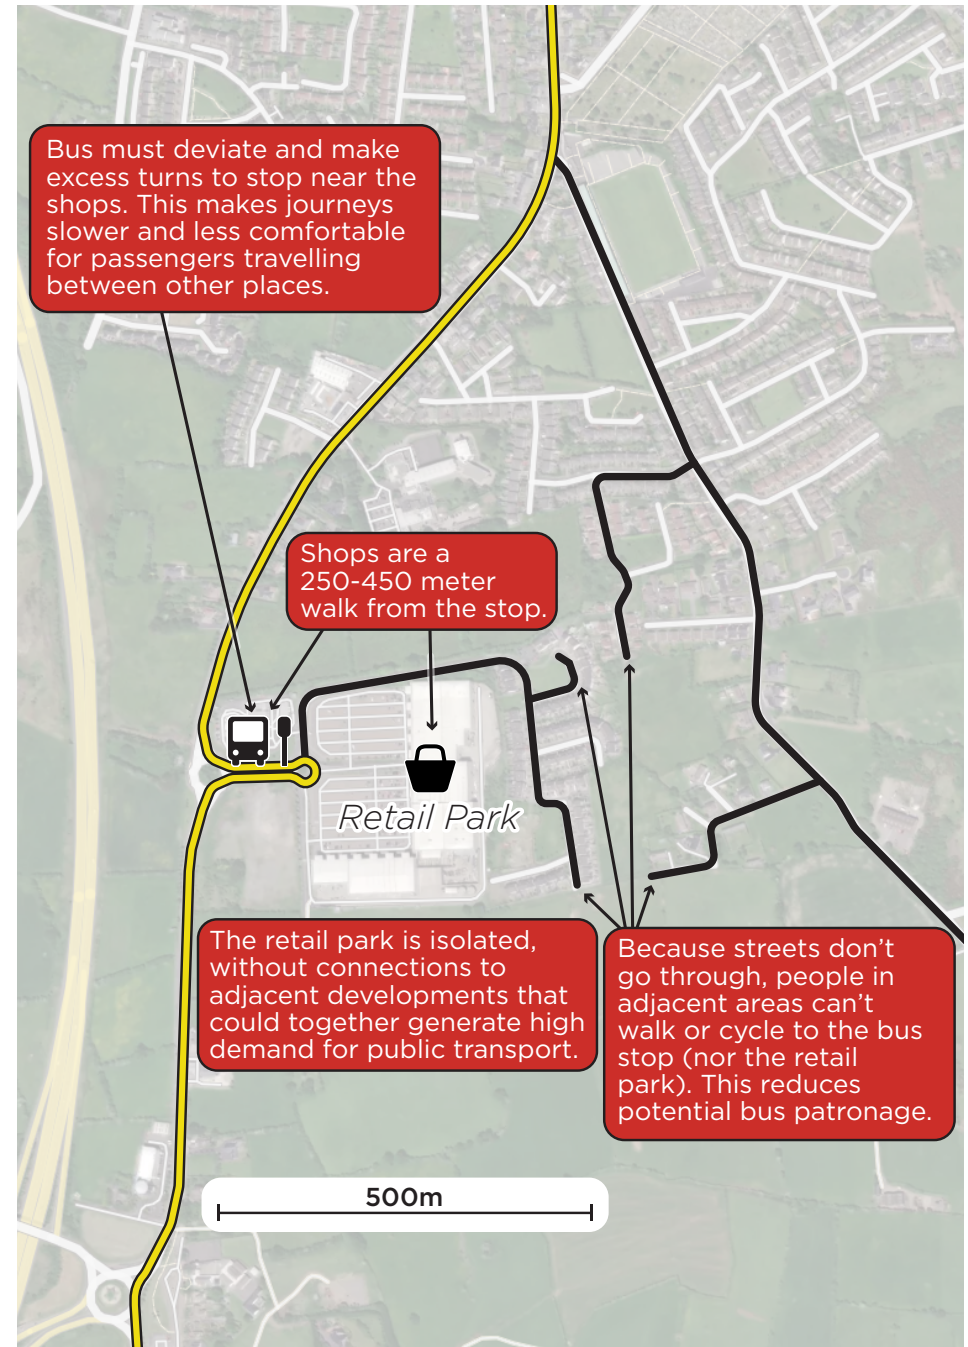 Bus must deviate and make
excess turns to stop near the
shops. This makes journeys
slower and less comfortable
for passengers travelling
between other places.
Shops are a
250-450 meter
walk from the stop.
Retail Park
The retail park is isolated,
without connections to
adjacent developments that
could together generate high
demand for public transport.
Because streets don’t
go through, people in
adjacent areas can’t
walk or cycle to the bus
stop (nor the retail
park). This reduces
potential bus patronage.
500m